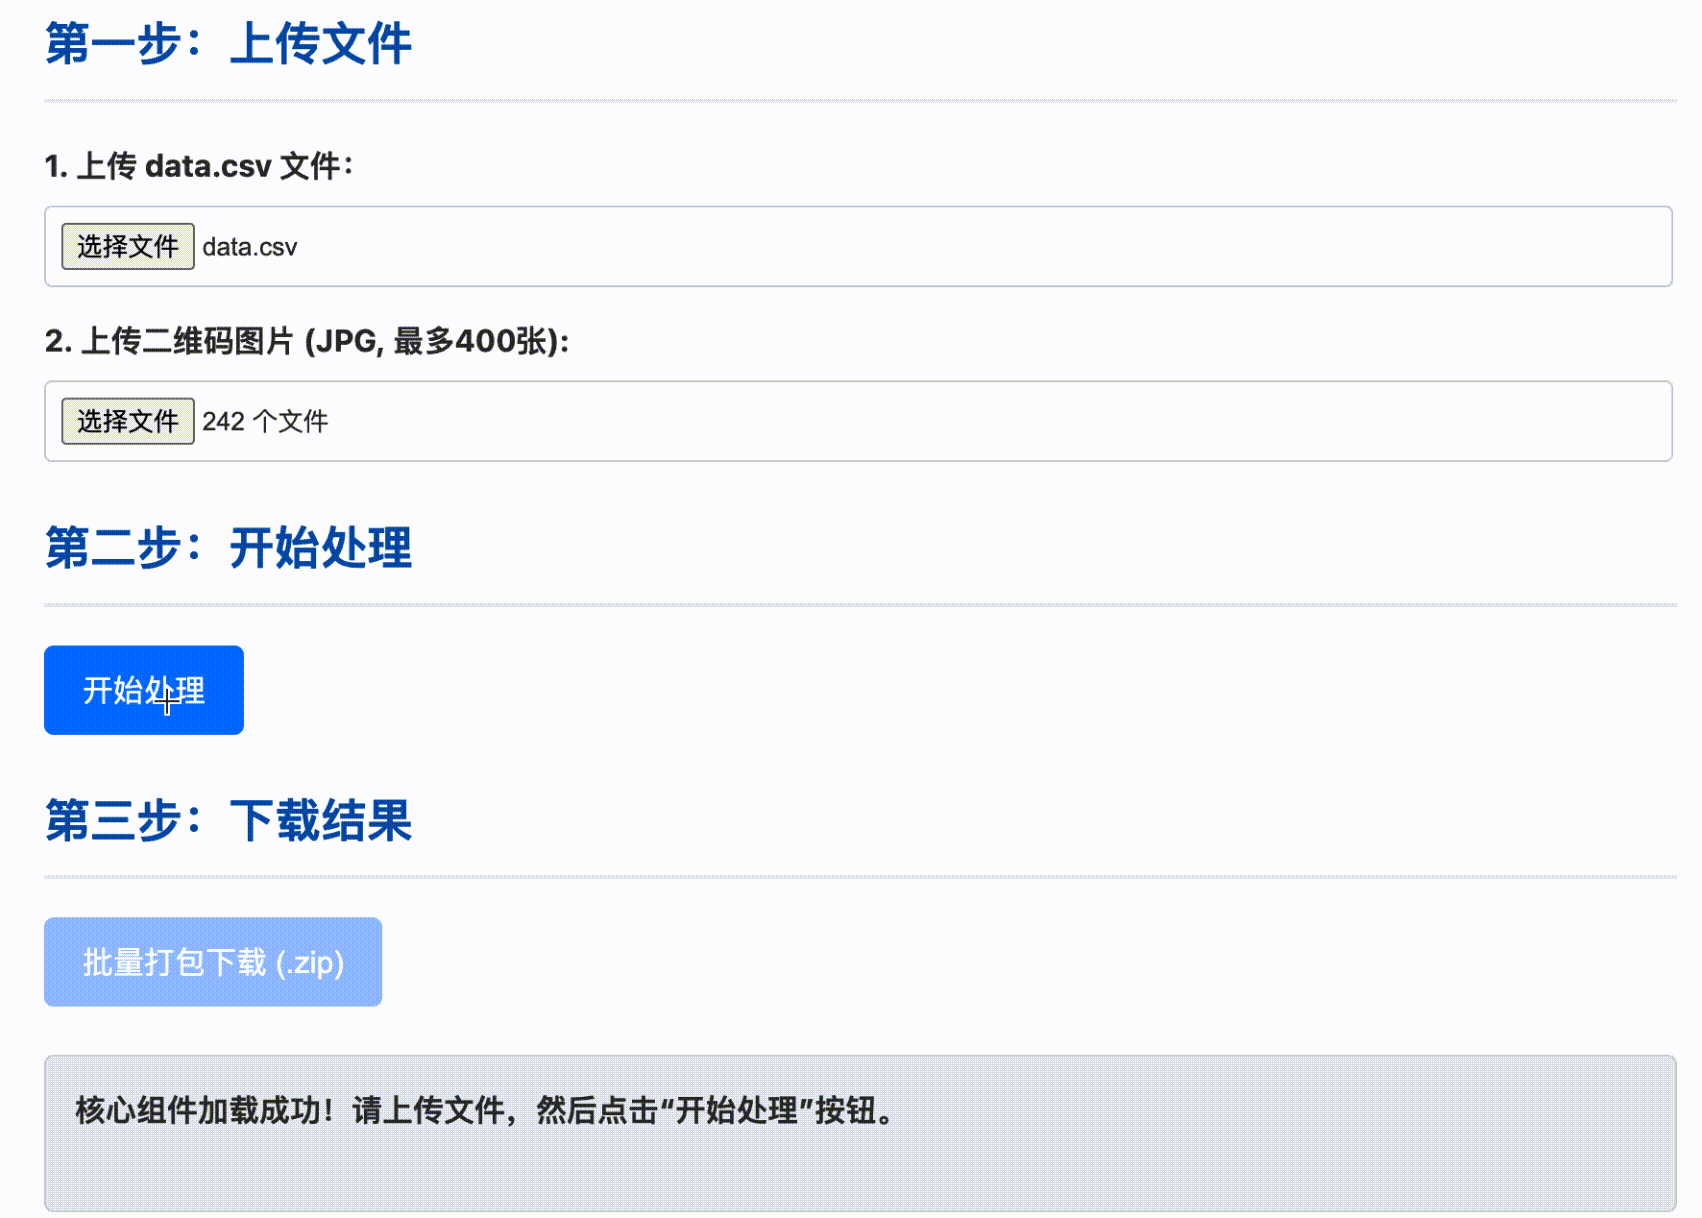 第一步：上传文件
1. 上传 data.csv 文件：
选择文件 data.csv
2. 上传二维码图片 (JPG, 最多400张):
选择文件 242 个文件
第二步：开始处理
开始处理
第三步：下载结果
批量打包下载 (.zip)
核心组件加载成功！请上传文件，然后点击“开始处理”按钮。